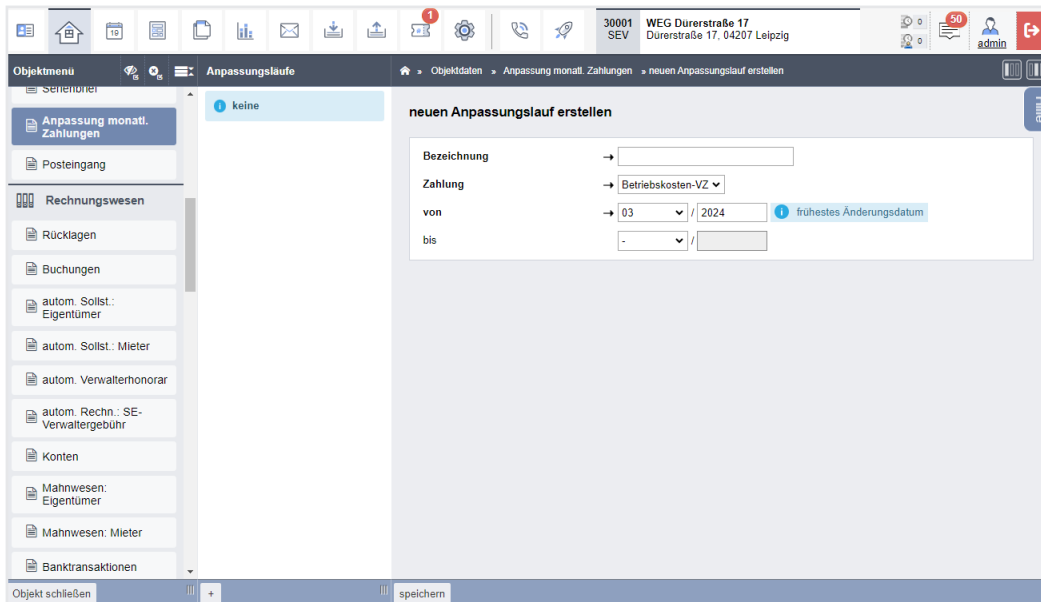 19
1
30001
SEV
WEG Dürerstraße 17
Dürerstraße 17, 04207 Leipzig
0
0
50
admin
Objektmenü
Anpassungsläufe
» Objektdaten » Anpassung monatl. Zahlungen » neuen Anpassungslauf erstellen
Serienbrief
Anpassung monatl.
Zahlungen
Posteingang
Rechnungswesen
Rücklagen
Buchungen
autom. Sollst.:
Eigentümer
autom. Sollst.: Mieter
autom. Verwalterhonorar
autom. Rechn.: SE-
Verwaltergebühr
Konten
Mahnwesen:
Eigentümer
Mahnwesen: Mieter
Banktransaktionen
Objekt schließen
keine
+
neuen Anpassungslauf erstellen
Bezeichnung
Zahlung Betriebskosten-VZ
von 03 / 2024 frühestes Änderungsdatum
bis - /
speichern